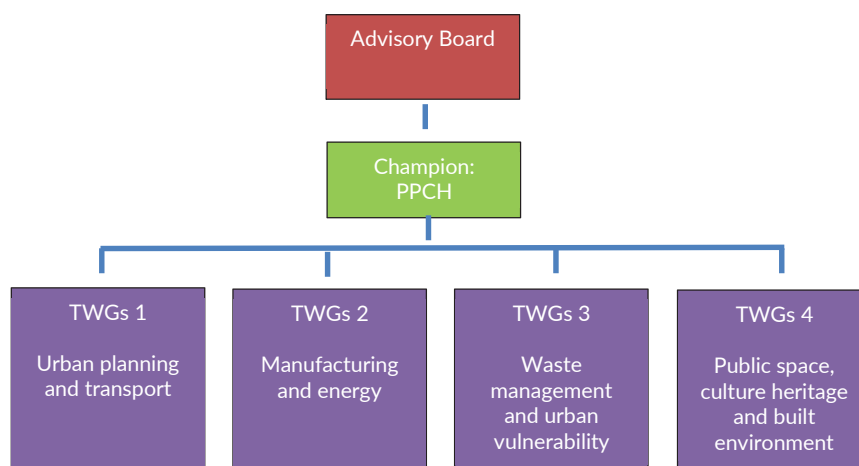 Advisory Board
Champion:
PPCH
TWGs 1
Urban planning
and transport
TWGs 2
Manufacturing
and energy
TWGs 3
Waste
management
and urban
vulnerability
TWGs 4
Public space,
culture heritage
and built
environment